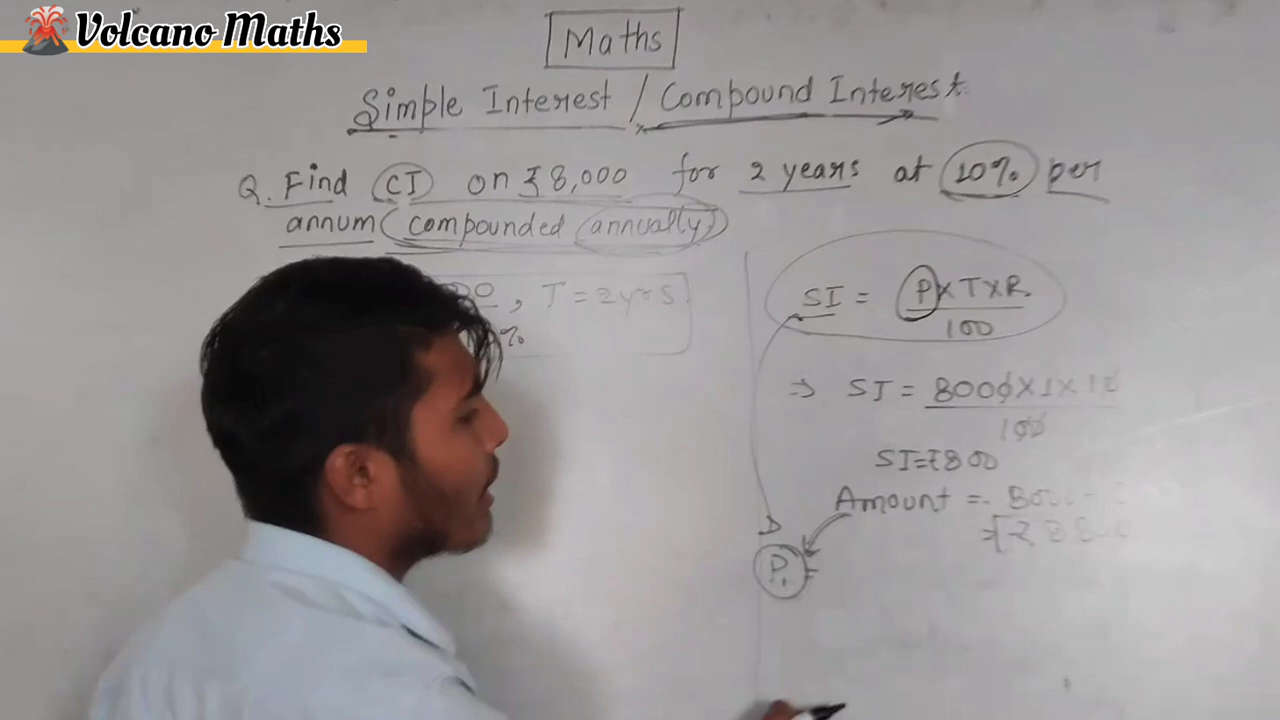 Volcano Maths
Maths
Simple Interest / Compound Interest
Q. Find CI on ₹8,000 for 2 years at 10% per
annum (compounded annually)
, T = 2yrs
%
SI = P×T×R
100
⇒ SI = 8000×1×10
100
SI=₹800
Amount =
P₁ =